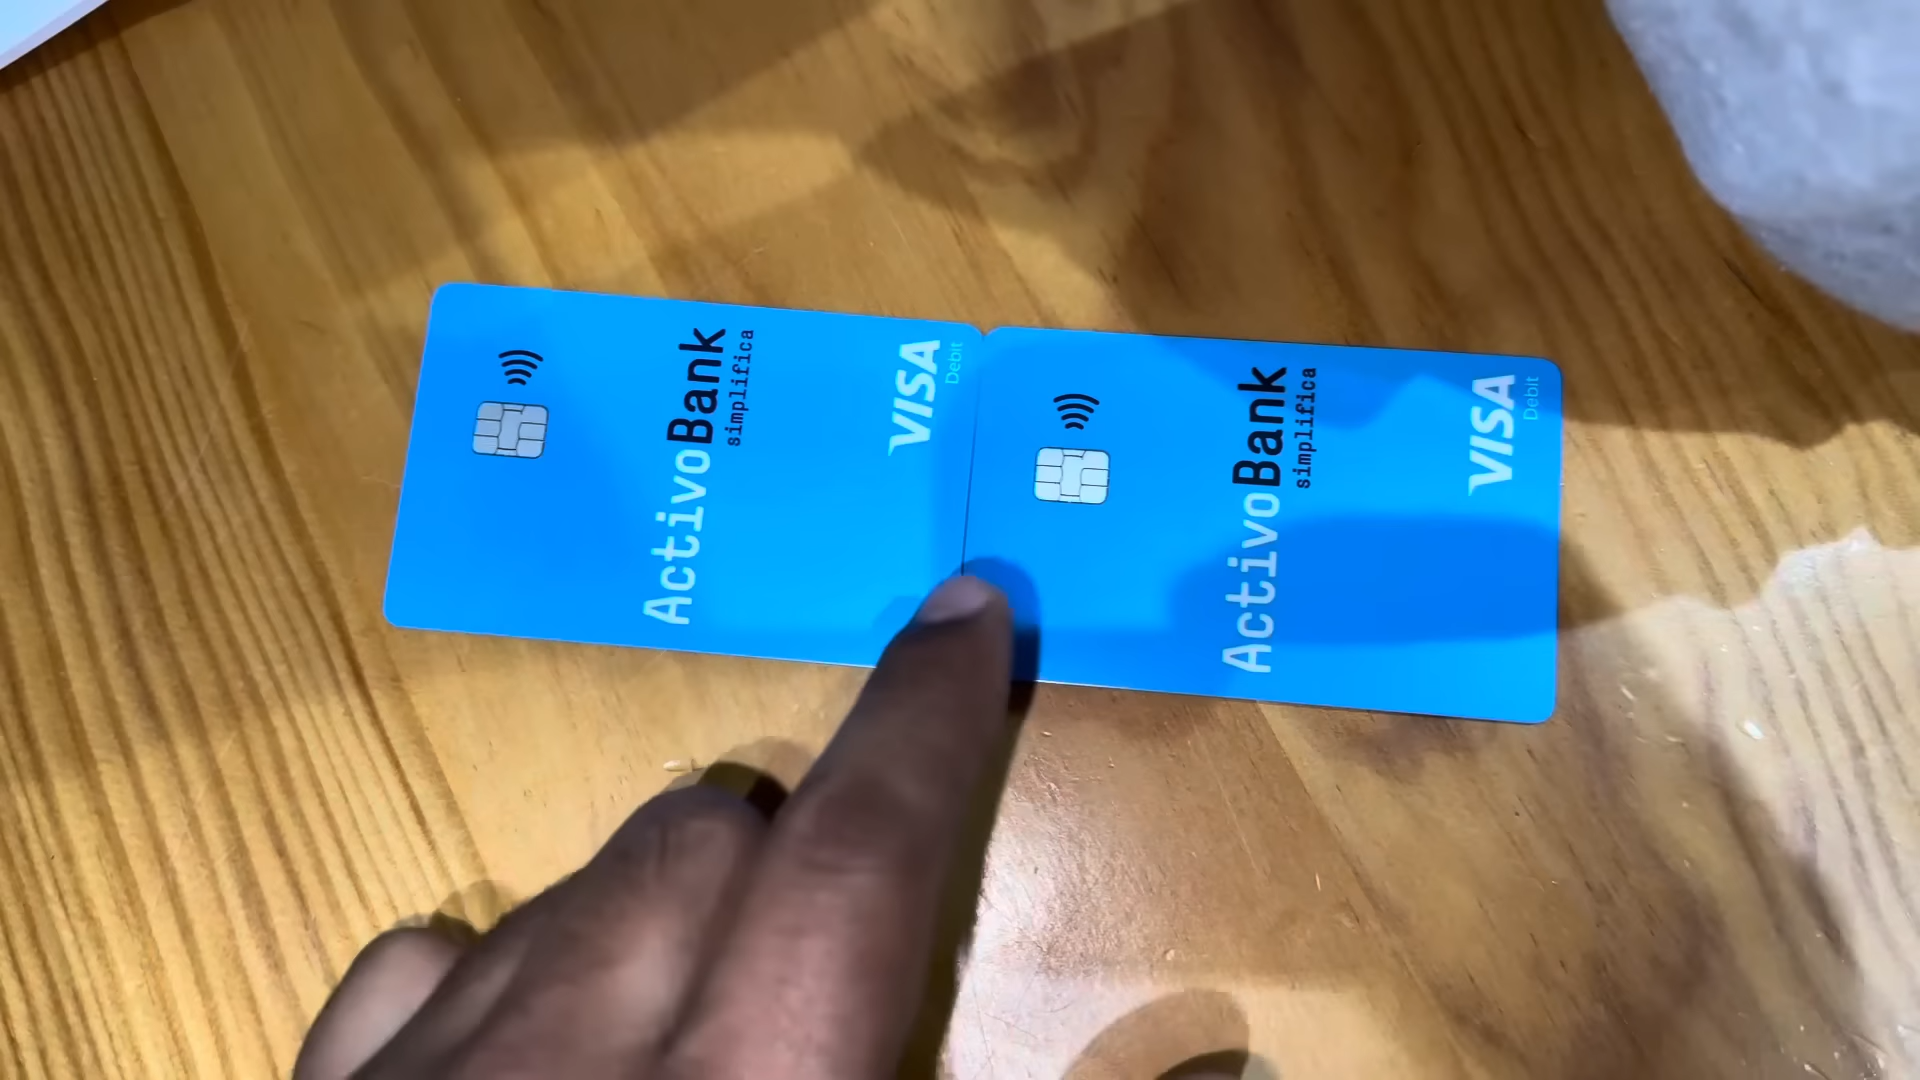 ActivoBank
simplifica
VISA
Debit
ActivoBank
simplifica
VISA
Debit